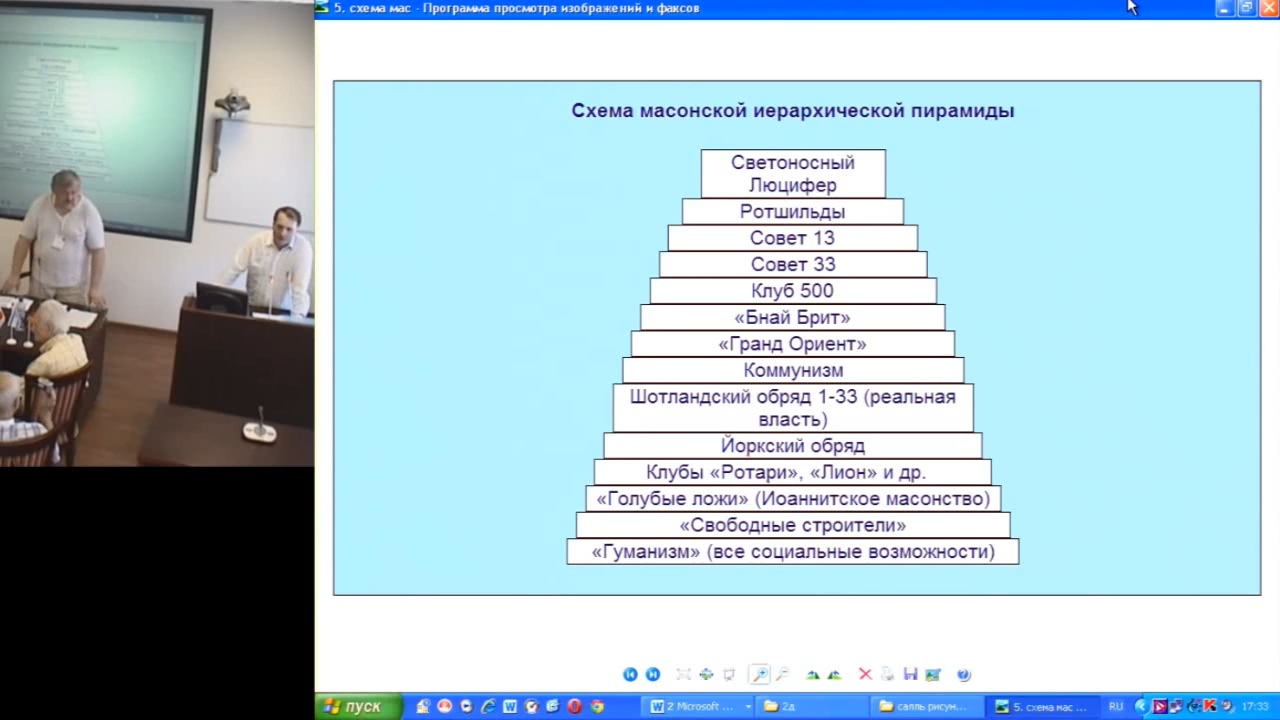 5. схема мас - Программа просмотра изображений и факсов
Схема масонской иерархической пирамиды
Светоносный
Люцифер
Ротшильды
Совет 13
Совет 33
Клуб 500
«Бнай Брит»
«Гранд Ориент»
Коммунизм
Шотландский обряд 1-33 (реальная
власть)
Йоркский обряд
Клубы «Ротари», «Лион» и др.
«Голубые ложи» (Иоаннитское масонство)
«Свободные строители»
«Гуманизм» (все социальные возможности)
пуск
2 Microsoft ...
2д
салль рисун...
5. схема мас ...
RU
17:33